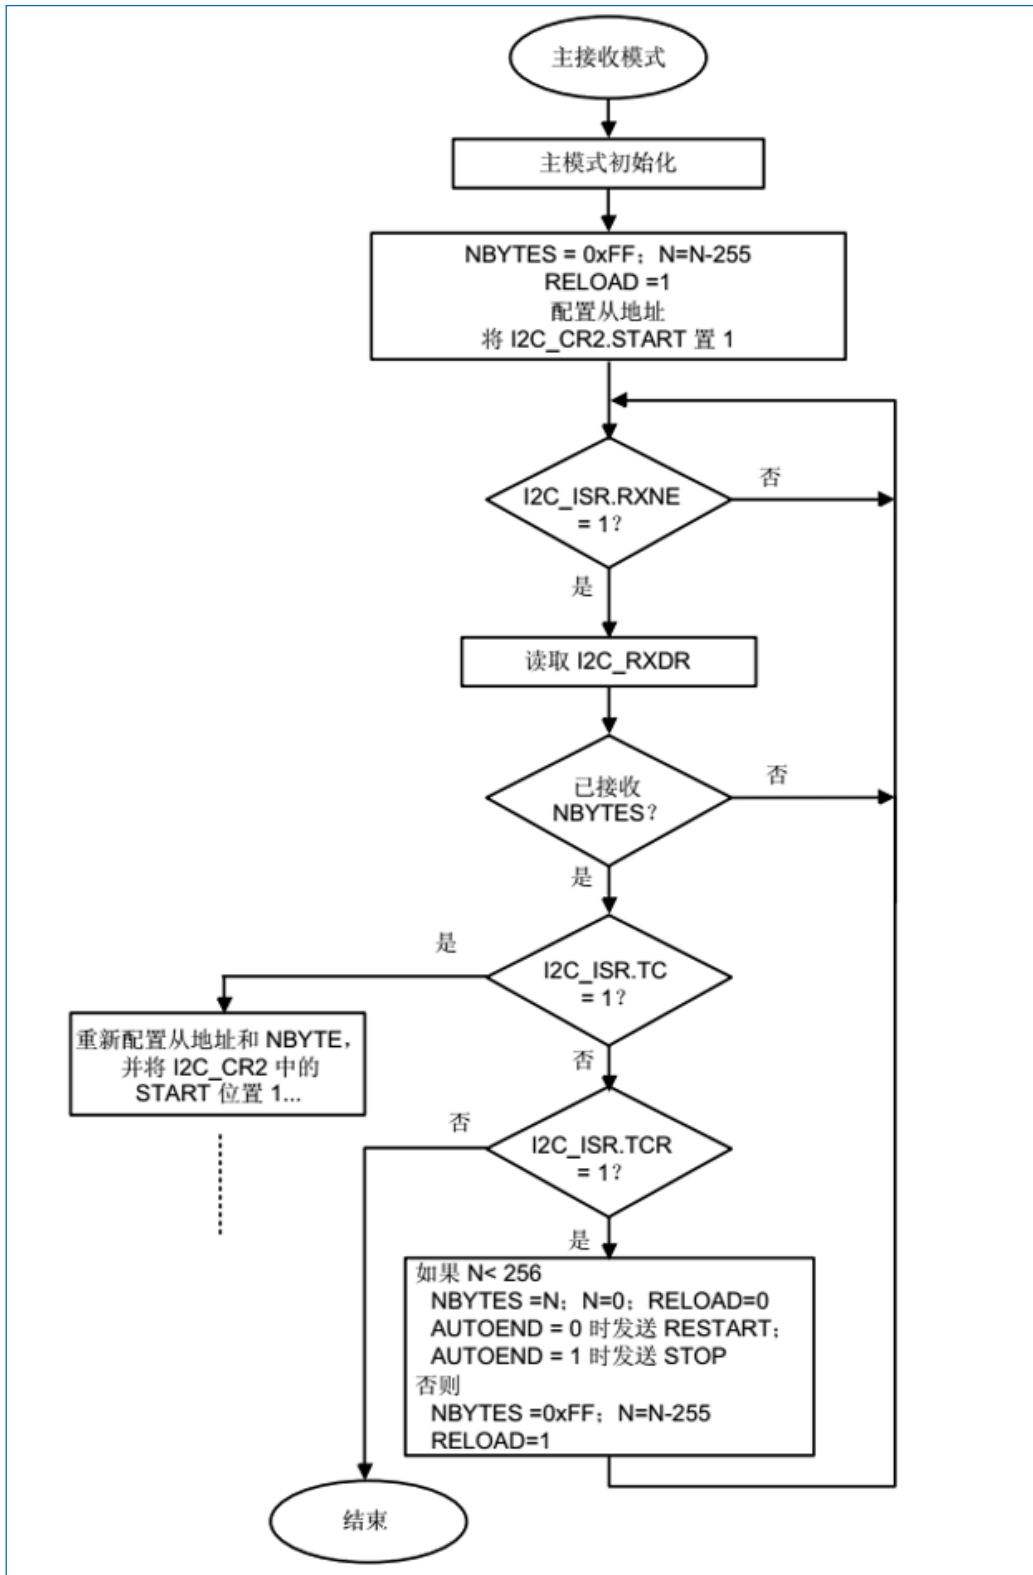 主接收模式
主模式初始化
NBYTES = 0xFF；N=N-255
RELOAD =1
配置从地址
将 I2C_CR2.START 置 1
I2C_ISR.RXNE
= 1?
否
是
读取 I2C_RXDR
已接收
NBYTES？
否
是
I2C_ISR.TC
= 1?
是
重新配置从地址和 NBYTE，
并将 I2C_CR2 中的
START 位置 1...
否
I2C_ISR.TCR
= 1?
否
是
如果 N< 256
NBYTES =N；N=0；RELOAD=0
AUTOEND = 0 时发送 RESTART；
AUTOEND = 1 时发送 STOP
否则
NBYTES =0xFF；N=N-255
RELOAD=1
结束